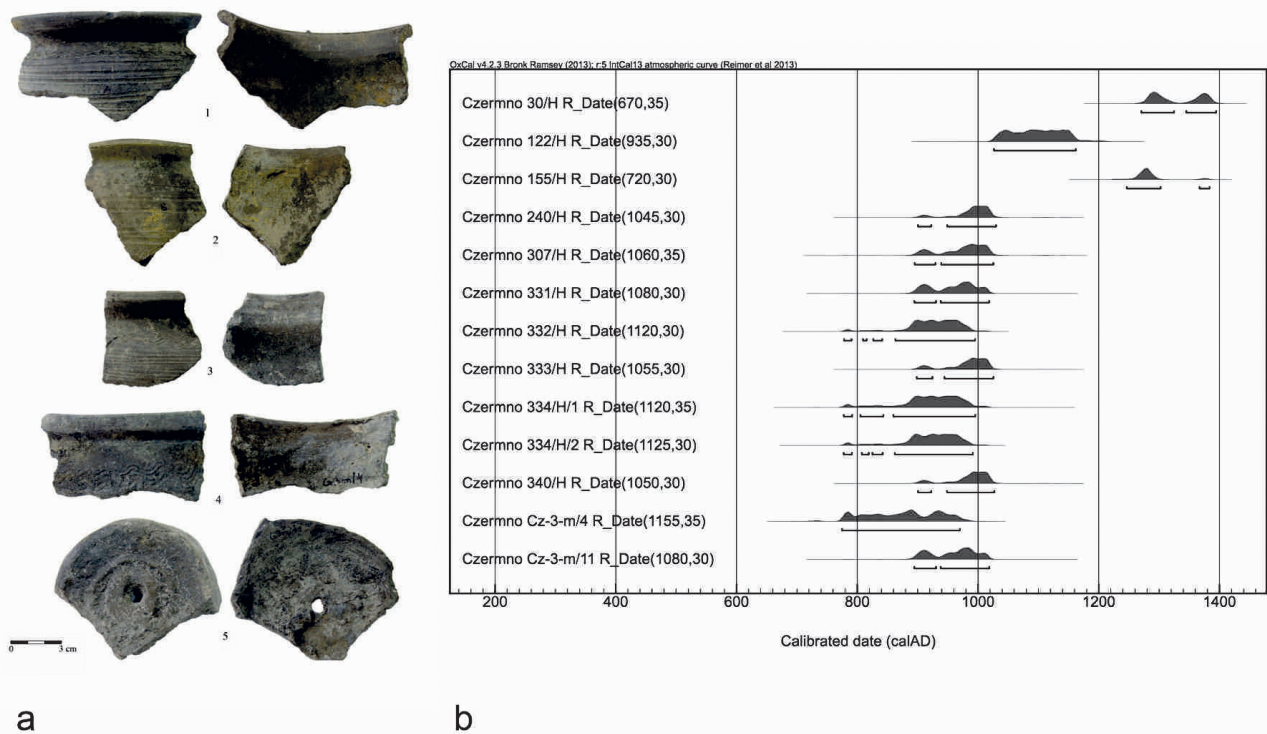 1
2
3
4
5
0 3 cm
a
OxCal v4.2.3 Bronk Ramsey (2013); r:5 IntCal13 atmospheric curve (Reimer et al 2013)
Czermno 30/H R_Date(670,35)
Czermno 122/H R_Date(935,30)
Czermno 155/H R_Date(720,30)
Czermno 240/H R_Date(1045,30)
Czermno 307/H R_Date(1060,35)
Czermno 331/H R_Date(1080,30)
Czermno 332/H R_Date(1120,30)
Czermno 333/H R_Date(1055,30)
Czermno 334/H/1 R_Date(1120,35)
Czermno 334/H/2 R_Date(1125,30)
Czermno 340/H R_Date(1050,30)
Czermno Cz-3-m/4 R_Date(1155,35)
Czermno Cz-3-m/11 R_Date(1080,30)
200 400 600 800 1000 1200 1400
Calibrated date (calAD)
b